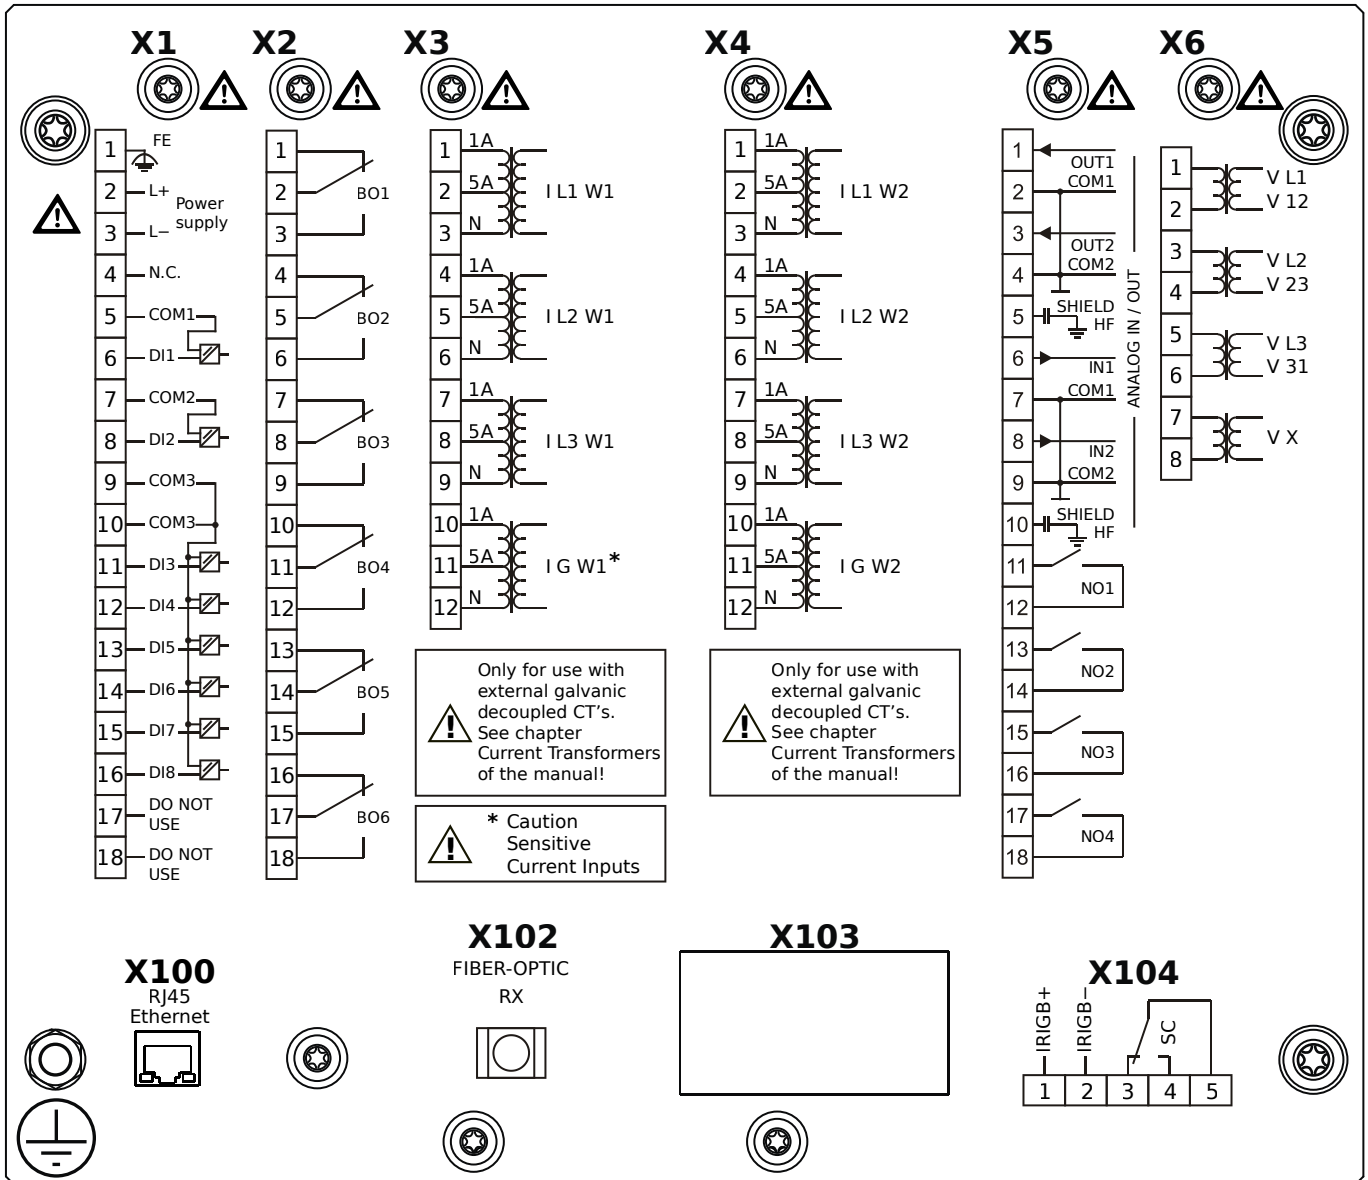 X1
X2
X3
X4
X5
X6
1 FE
2 L+
Power
supply
3 L−
4 N.C.
5 COM1
6 DI1
7 COM2
8 DI2
9 COM3
10 COM3
11 DI3
12 DI4
13 DI5
14 DI6
15 DI7
16 DI8
17 DO NOT
USE
18 DO NOT
USE
1
2 BO1
3
4
5 BO2
6
7
8 BO3
9
10
11 BO4
12
13
14 BO5
15
16
17 BO6
18
1 1A
2 5A I L1 W1
3 N
4 1A
5 5A I L2 W1
6 N
7 1A
8 5A I L3 W1
9 N
10 1A
11 5A I G W1*
12 N
Only for use with
external galvanic
decoupled CT's.
See chapter
Current Transformers
of the manual!
* Caution
Sensitive
Current Inputs
1 1A
2 5A I L1 W2
3 N
4 1A
5 5A I L2 W2
6 N
7 1A
8 5A I L3 W2
9 N
10 1A
11 5A I G W2
12 N
Only for use with
external galvanic
decoupled CT's.
See chapter
Current Transformers
of the manual!
1 OUT1
2 COM1
3 OUT2
4 COM2
5 SHIELD
HF
6 IN1
7 COM1
8 IN2
9 COM2
10 SHIELD
HF
ANALOG IN / OUT
11
NO1
12
13
NO2
14
15
NO3
16
17
NO4
18
1 V L1
2 V 12
3 V L2
4 V 23
5 V L3
6 V 31
7
V X
8
X100
RJ45
Ethernet
X102
FIBER-OPTIC
RX
X103
X104
IRIGB+
IRIGB−
SC
1 2 3 4 5